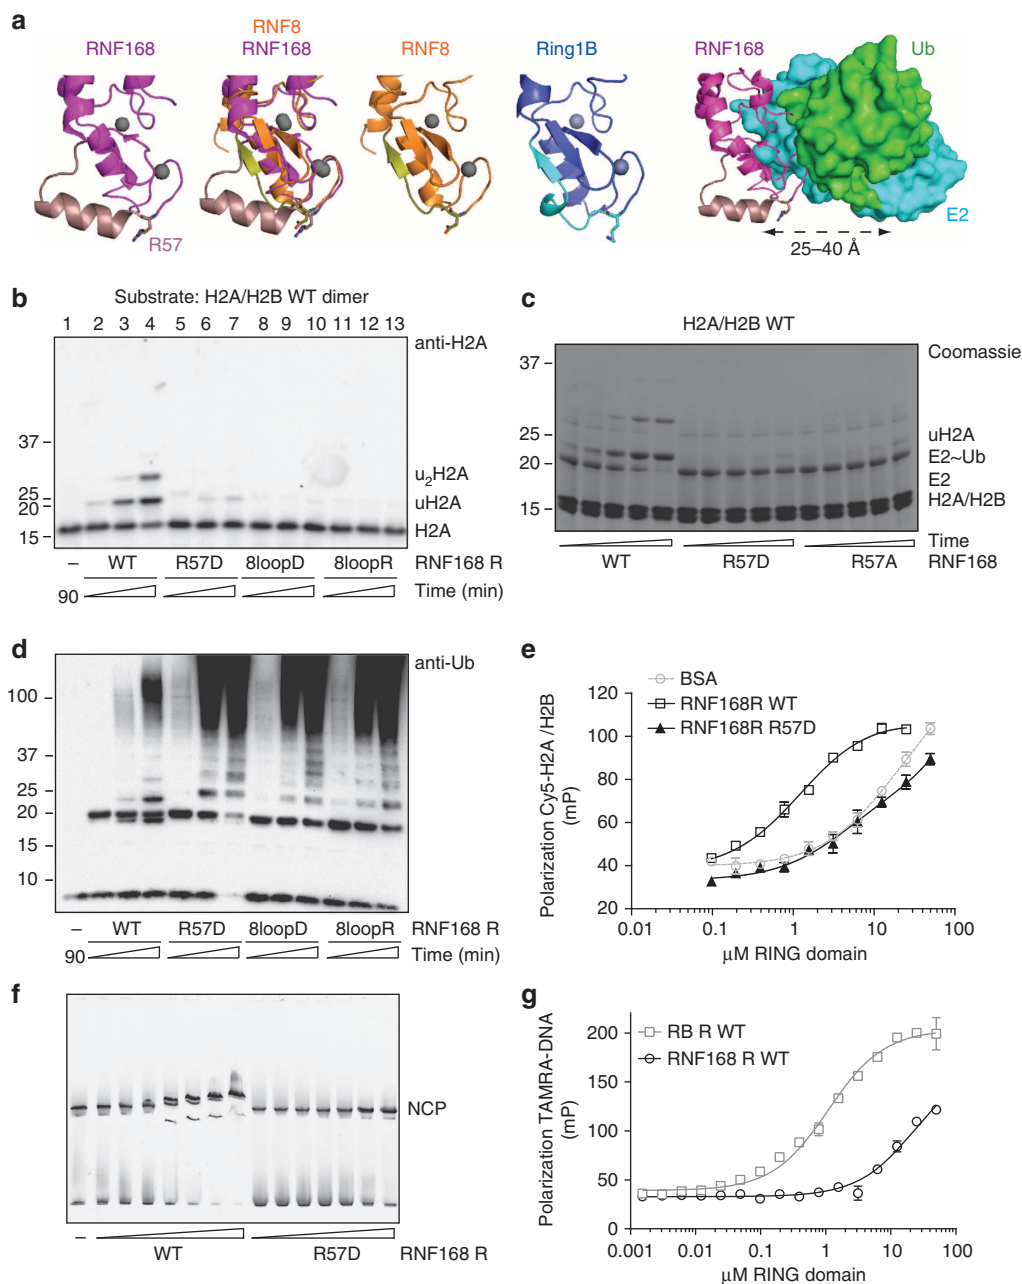 a
RNF168
RNF8
RNF168
RNF8
Ring1B
RNF168
Ub
R57
E2
25–40 Å
b
Substrate: H2A/H2B WT dimer
1 2 3 4 5 6 7 8 9 10 11 12 13
anti-H2A
37
u2H2A
25
uH2A
20
H2A
15
– WT R57D 8loopD 8loopR RNF168 R
90 Time (min)
c
H2A/H2B WT
37
Coomassie
25
uH2A
E2~Ub
20
E2
H2A/H2B
15
Time
WT R57D R57A RNF168
d
anti-Ub
100
37
25
20
15
10
– WT R57D 8loopD 8loopR RNF168 R
90 Time (min)
e
BSA
RNF168R WT
RNF168R R57D
Polarization Cy5-H2A /H2B
(mP)
120
100
80
60
40
20
0.01 0.1 1 10 100
μM RING domain
f
NCP
– WT R57D RNF168 R
g
RB R WT
RNF168 R WT
Polarization TAMRA-DNA
(mP)
200
150
100
50
0
0.001 0.01 0.1 1 10 100
μM RING domain